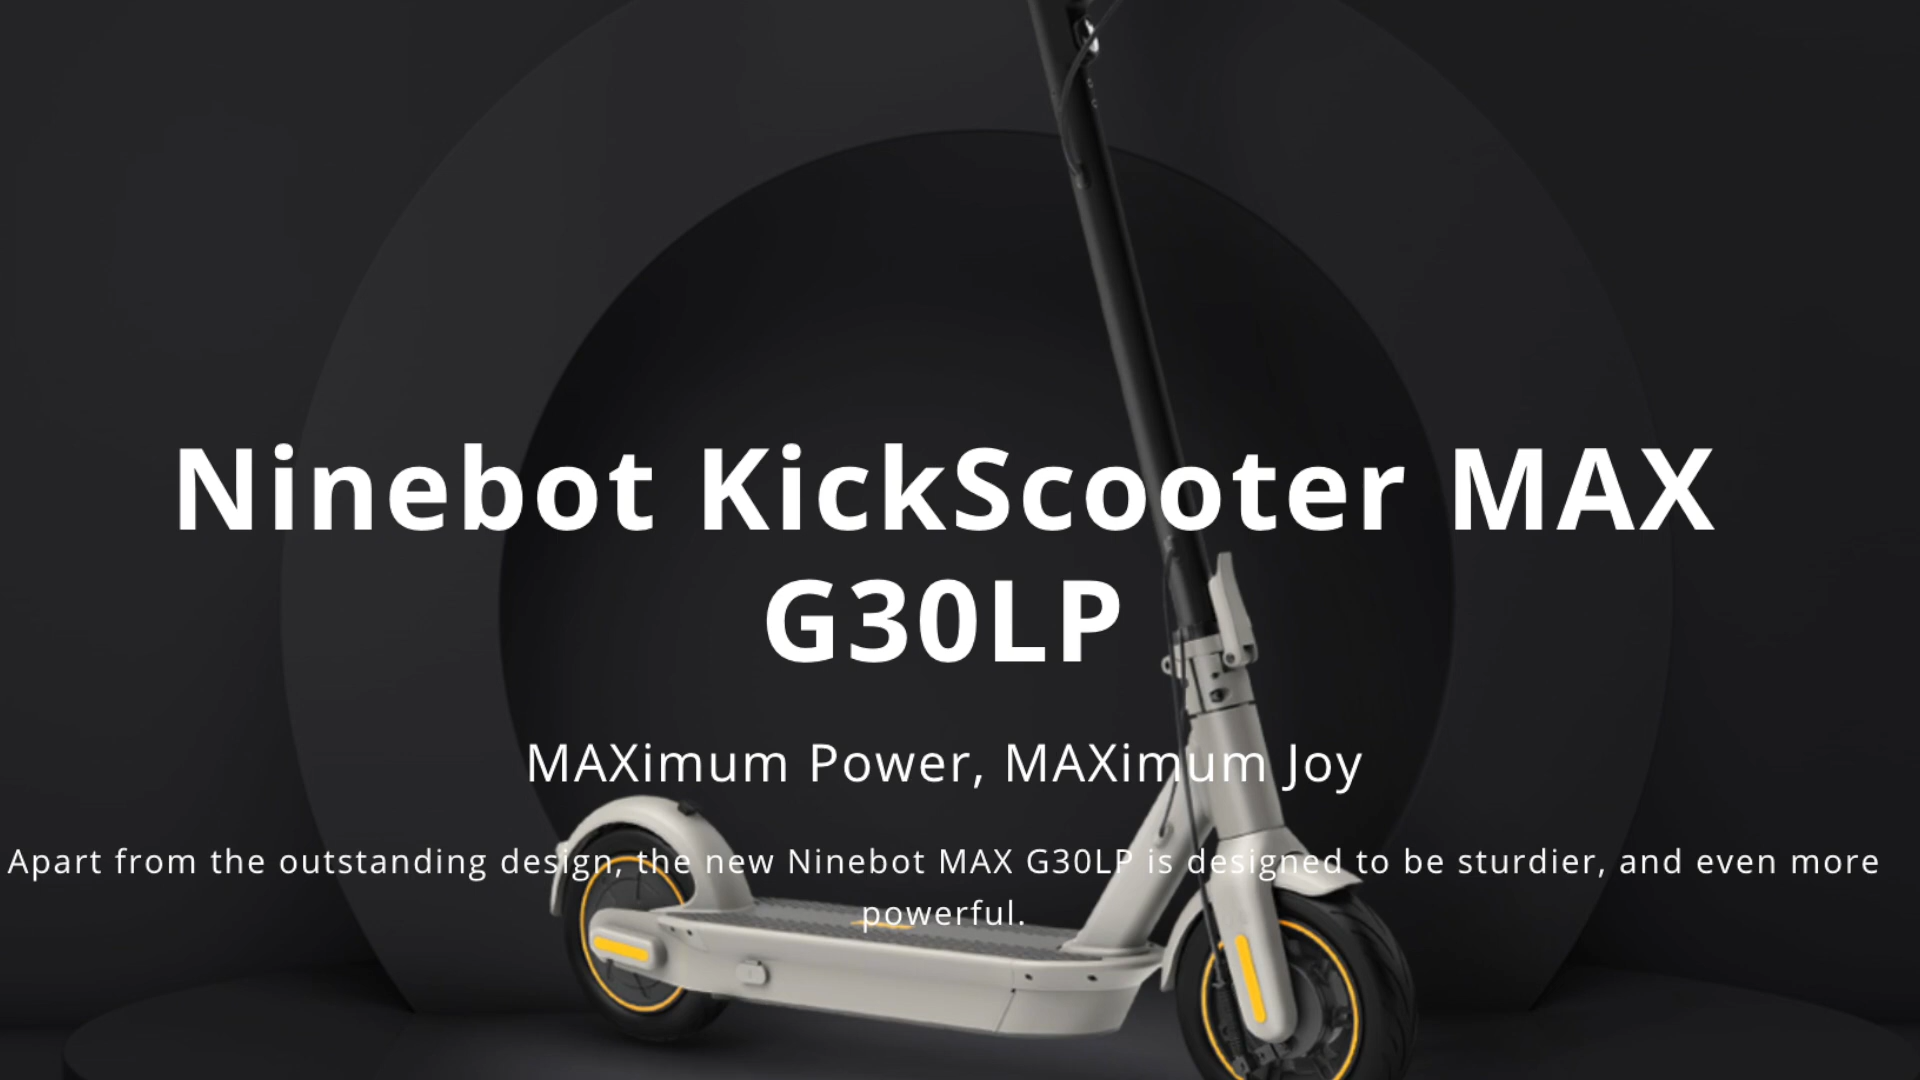 Ninebot KickScooter MAX
G30LP
MAXimum Power, MAXimum Joy
Apart from the outstanding design, the new Ninebot MAX G30LP is designed to be sturdier, and even more
powerful.